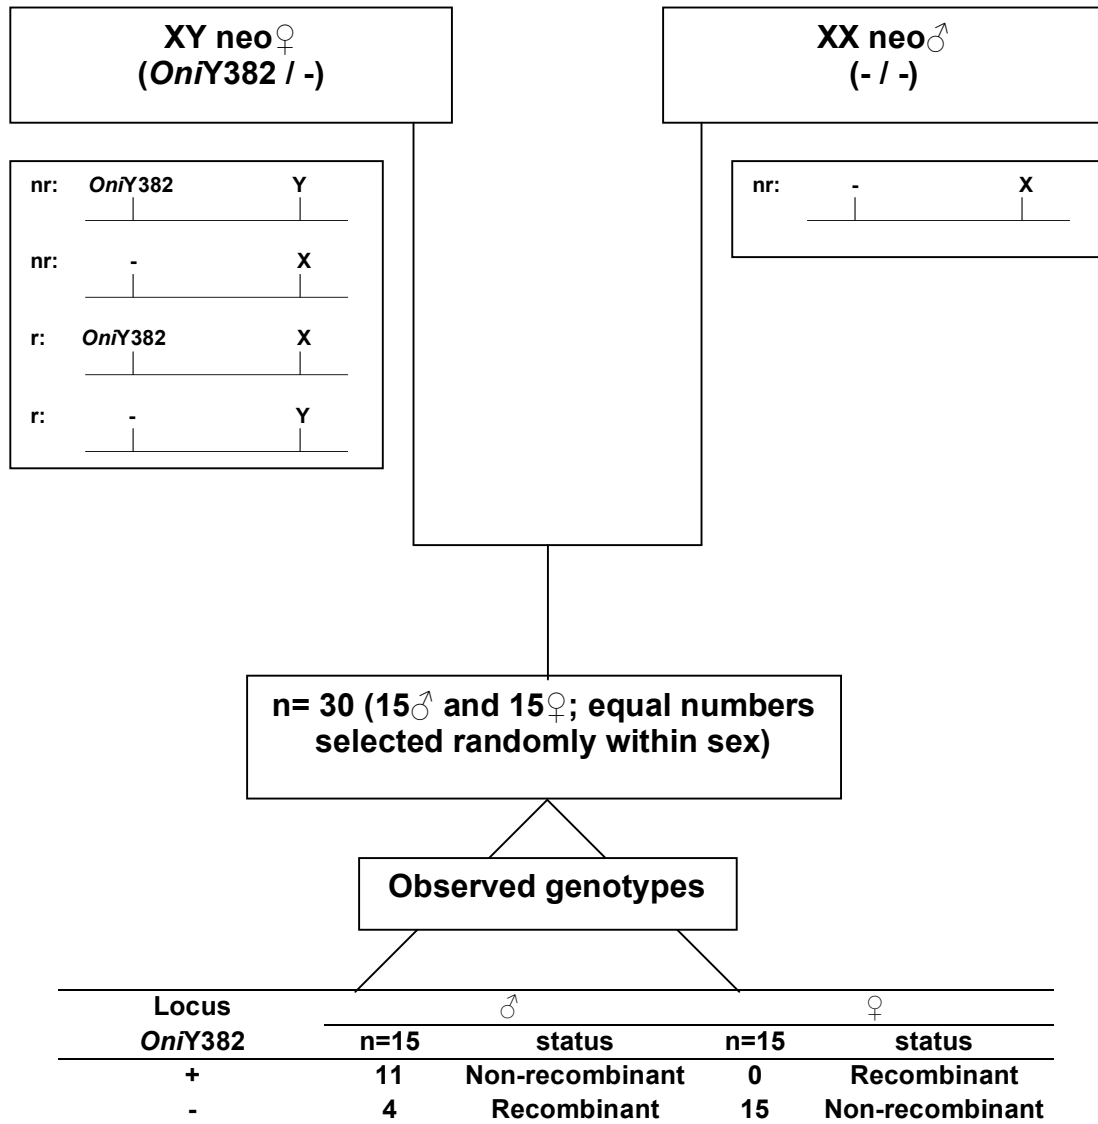 XY neo♀
(OniY382 / -)
XX neo♂
(- / -)
nr: OniY382 Y
nr: - X
r: OniY382 X
r: - Y
nr: - X
n= 30 (15♂ and 15♀; equal numbers
selected randomly within sex)
Observed genotypes
Locus ♂ ♀
OniY382 n=15 status n=15 status
+ 11 Non-recombinant 0 Recombinant
- 4 Recombinant 15 Non-recombinant